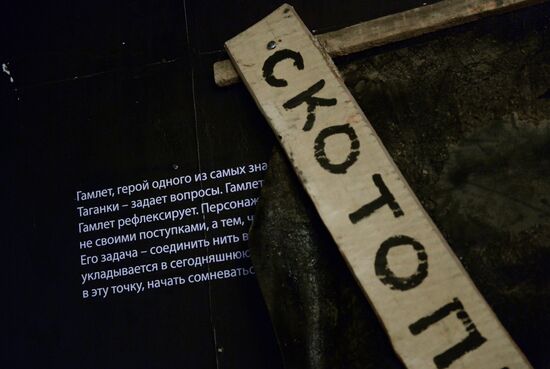 Гамлет, герой одного из самых зна
Таганки – задает вопросы. Гамлет
Гамлет рефлексирует. Персонаж
не своими поступками, а тем, ч
Его задача – соединить нить в
укладывается в сегодняшнюю
в эту точку, начать сомневатьс
СКОТОП